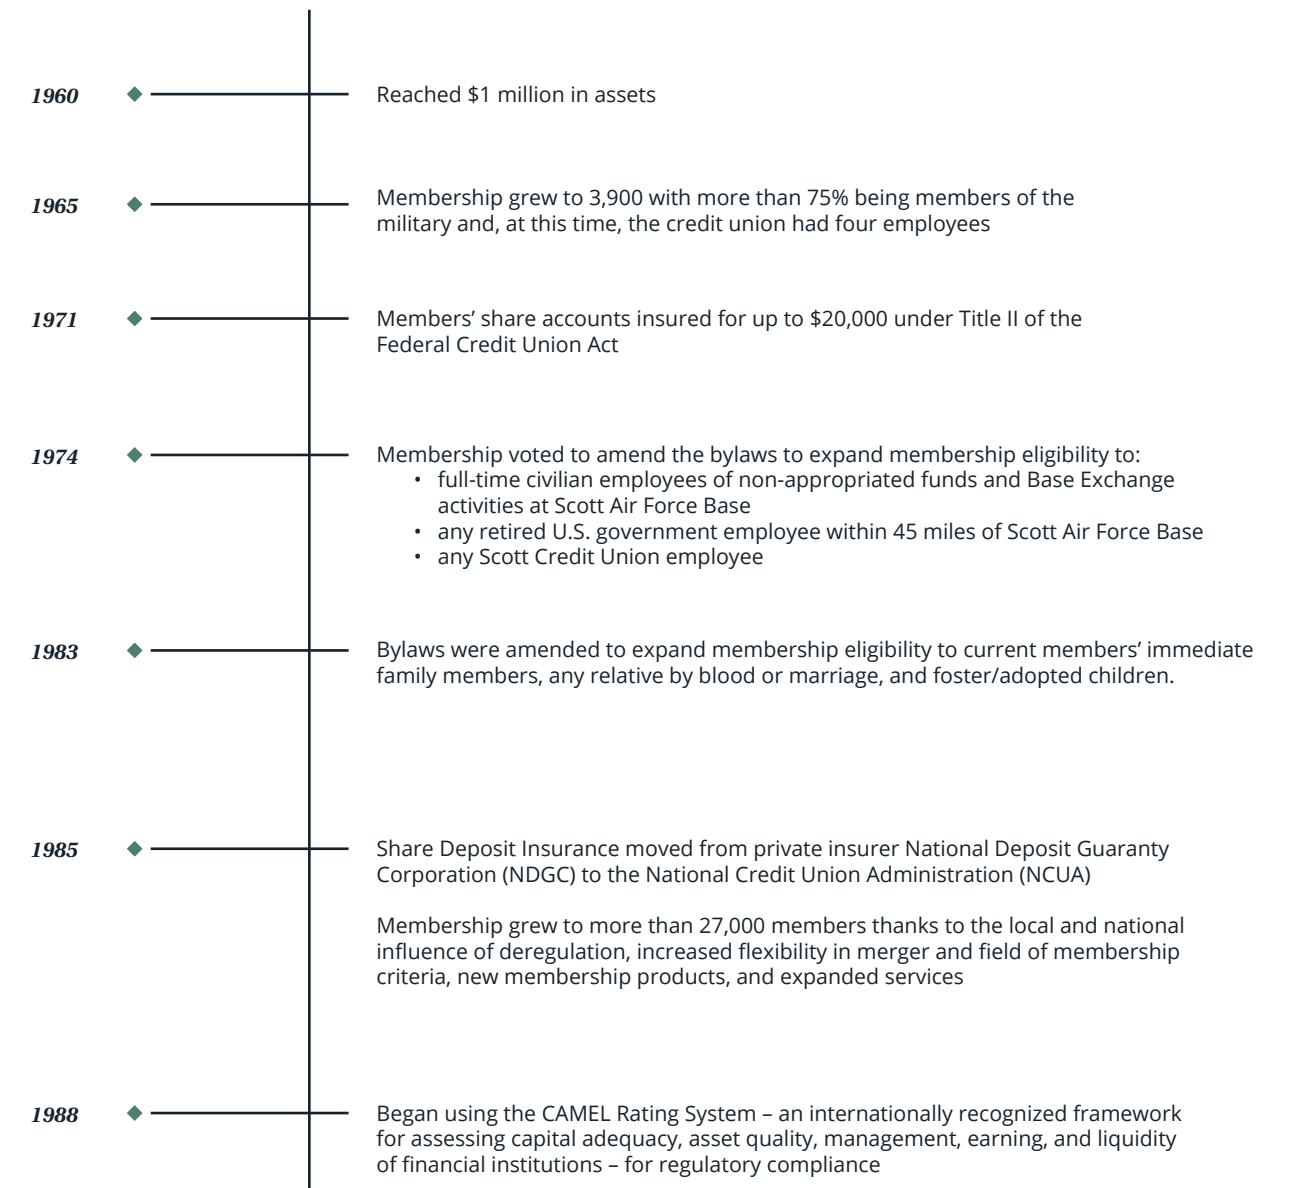 1960
Reached $1 million in assets
1965
Membership grew to 3,900 with more than 75% being members of the
military and, at this time, the credit union had four employees
1971
Members’ share accounts insured for up to $20,000 under Title II of the
Federal Credit Union Act
1974
Membership voted to amend the bylaws to expand membership eligibility to:
• full-time civilian employees of non-appropriated funds and Base Exchange
activities at Scott Air Force Base
• any retired U.S. government employee within 45 miles of Scott Air Force Base
• any Scott Credit Union employee
1983
Bylaws were amended to expand membership eligibility to current members’ immediate
family members, any relative by blood or marriage, and foster/adopted children.
1985
Share Deposit Insurance moved from private insurer National Deposit Guaranty
Corporation (NDGC) to the National Credit Union Administration (NCUA)
Membership grew to more than 27,000 members thanks to the local and national
influence of deregulation, increased flexibility in merger and field of membership
criteria, new membership products, and expanded services
1988
Began using the CAMEL Rating System – an internationally recognized framework
for assessing capital adequacy, asset quality, management, earning, and liquidity
of financial institutions – for regulatory compliance